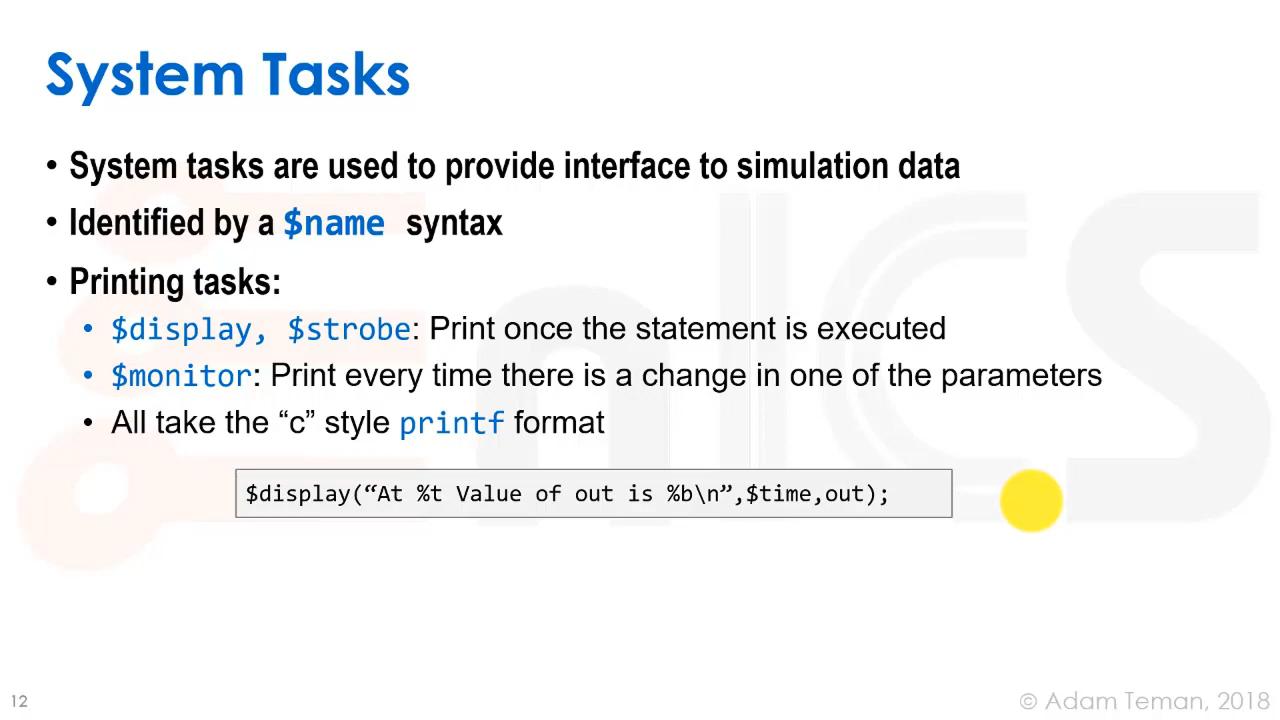 System Tasks
• System tasks are used to provide interface to simulation data
• Identified by a $name syntax
• Printing tasks:
• $display, $strobe: Print once the statement is executed
• $monitor: Print every time there is a change in one of the parameters
• All take the “c” style printf format
$display(“At %t Value of out is %b\n”,$time,out);
12
© Adam Teman, 2018
EnICS